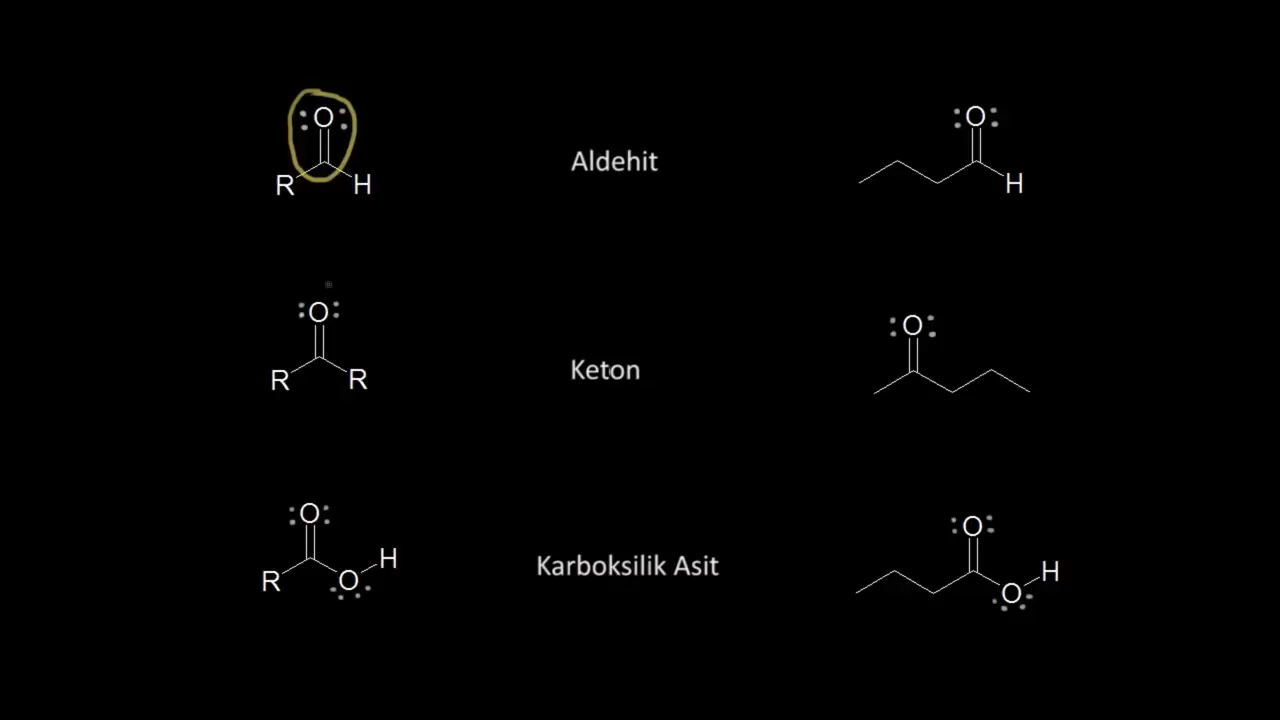 O
R H
Aldehit
O
H
O
R R
Keton
O
O
R O H
Karboksilik Asit
O
O H